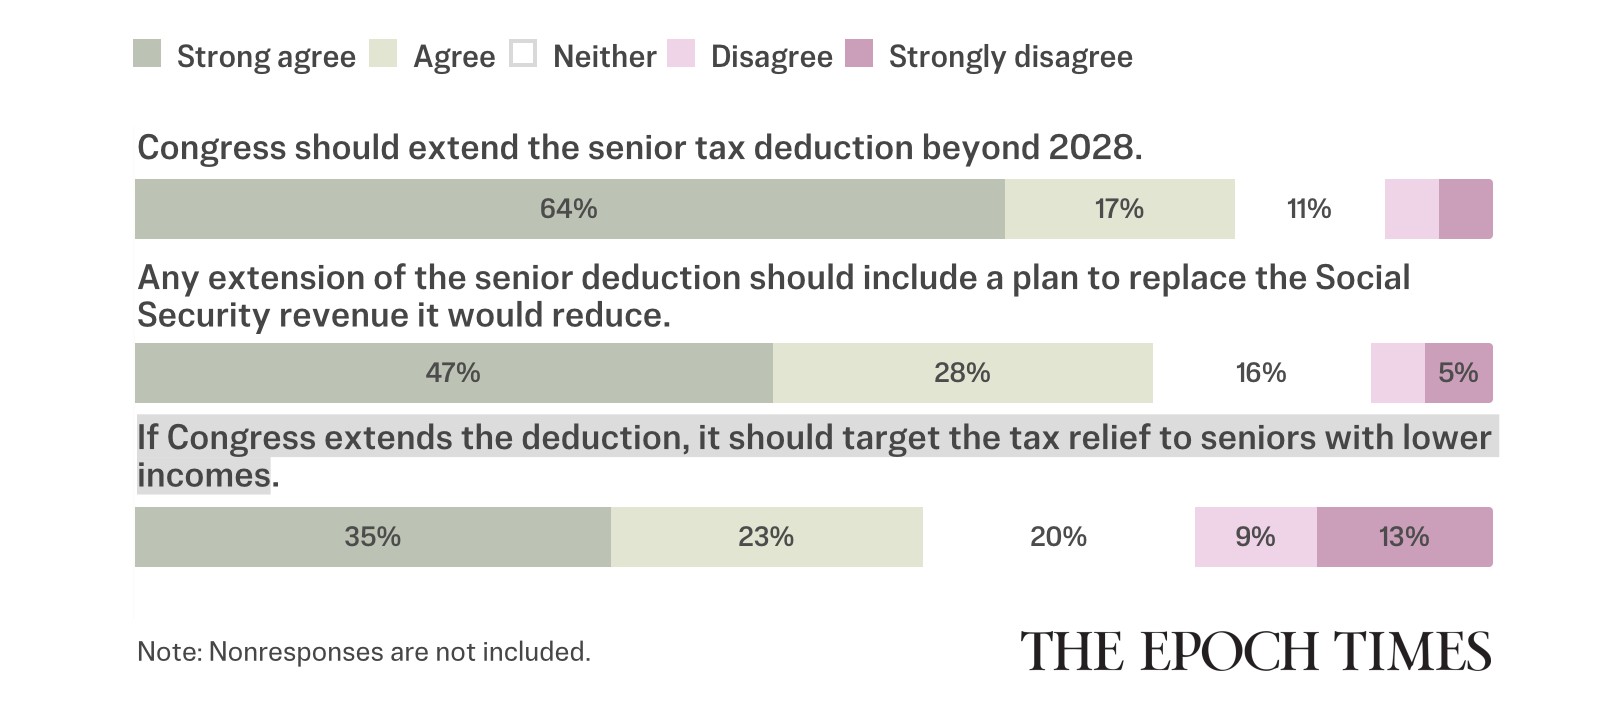 Strong agree Agree Neither Disagree Strongly disagree
Congress should extend the senior tax deduction beyond 2028.
64% 17% 11%
Any extension of the senior deduction should include a plan to replace the Social
Security revenue it would reduce.
47% 28% 16% 5%
If Congress extends the deduction, it should target the tax relief to seniors with lower
incomes.
35% 23% 20% 9% 13%
Note: Nonresponses are not included.
THE EPOCH TIMES